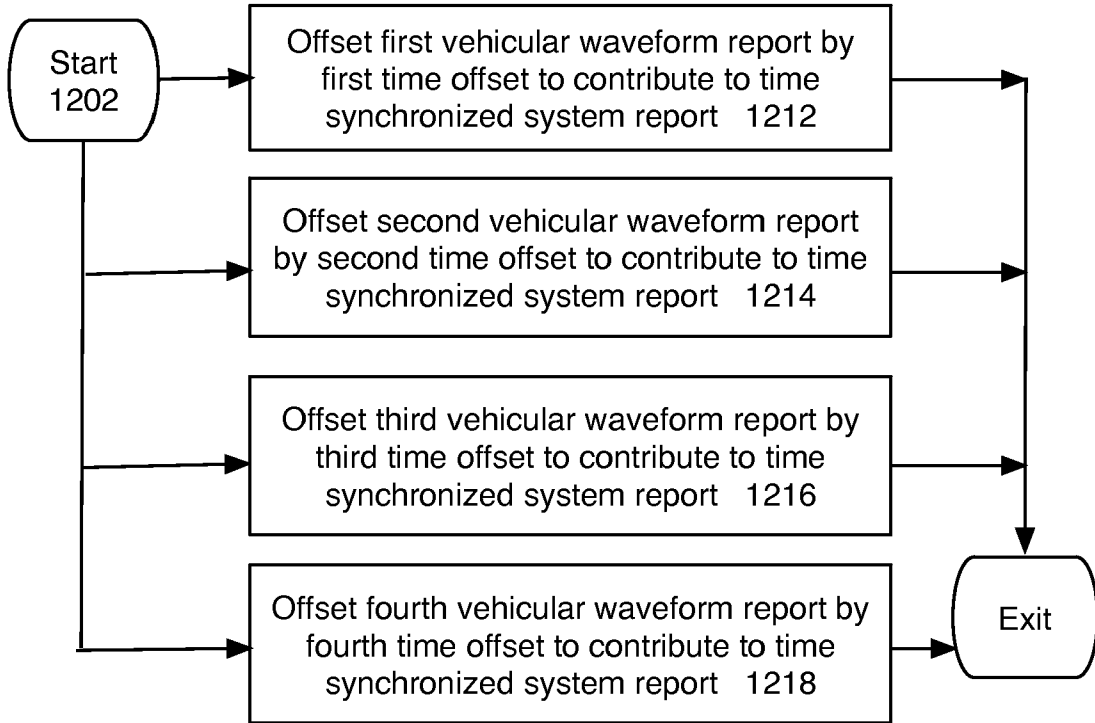 Start
1202
Offset first vehicular waveform report by
first time offset to contribute to time
synchronized system report 1212
Offset second vehicular waveform report
by second time offset to contribute to time
synchronized system report 1214
Offset third vehicular waveform report by
third time offset to contribute to time
synchronized system report 1216
Offset fourth vehicular waveform report by
fourth time offset to contribute to time
synchronized system report 1218
Exit